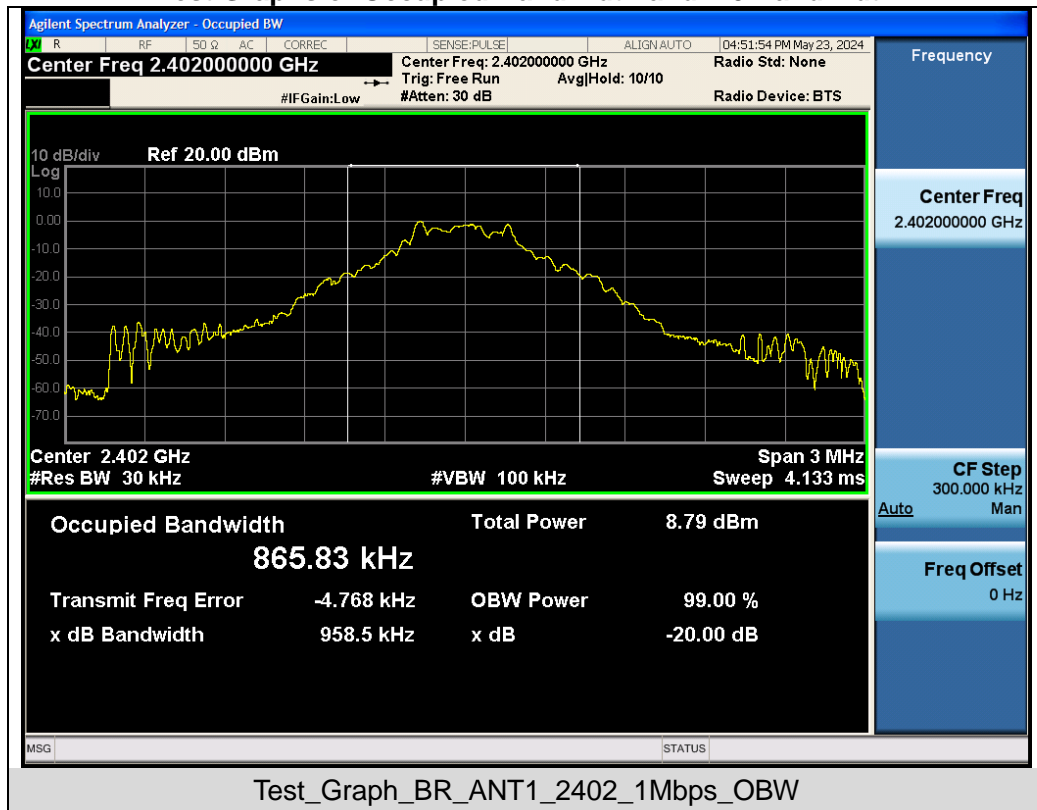 Agilent Spectrum Analyzer - Occupied BW
LXI R RF 50 Ω AC CORREC SENSE:PULSE ALIGN AUTO 04:51:54 PM May 23, 2024
Center Freq 2.402000000 GHz Center Freq: 2.402000000 GHz Radio Std: None
Trig: Free Run Avg|Hold: 10/10
#IFGain:Low #Atten: 30 dB Radio Device: BTS
10 dB/div Ref 20.00 dBm
Log
10.0
0.00
-10.0
-20.0
-30.0
-40.0
-50.0
-60.0
-70.0
Center 2.402 GHz Span 3 MHz
#Res BW 30 kHz #VBW 100 kHz Sweep 4.133 ms
Occupied Bandwidth Total Power 8.79 dBm
865.83 kHz
Transmit Freq Error -4.768 kHz OBW Power 99.00 %
x dB Bandwidth 958.5 kHz x dB -20.00 dB
MSG STATUS
Frequency
Center Freq
2.402000000 GHz
CF Step
300.000 kHz
Auto Man
Freq Offset
0 Hz
Test_Graph_BR_ANT1_2402_1Mbps_OBW